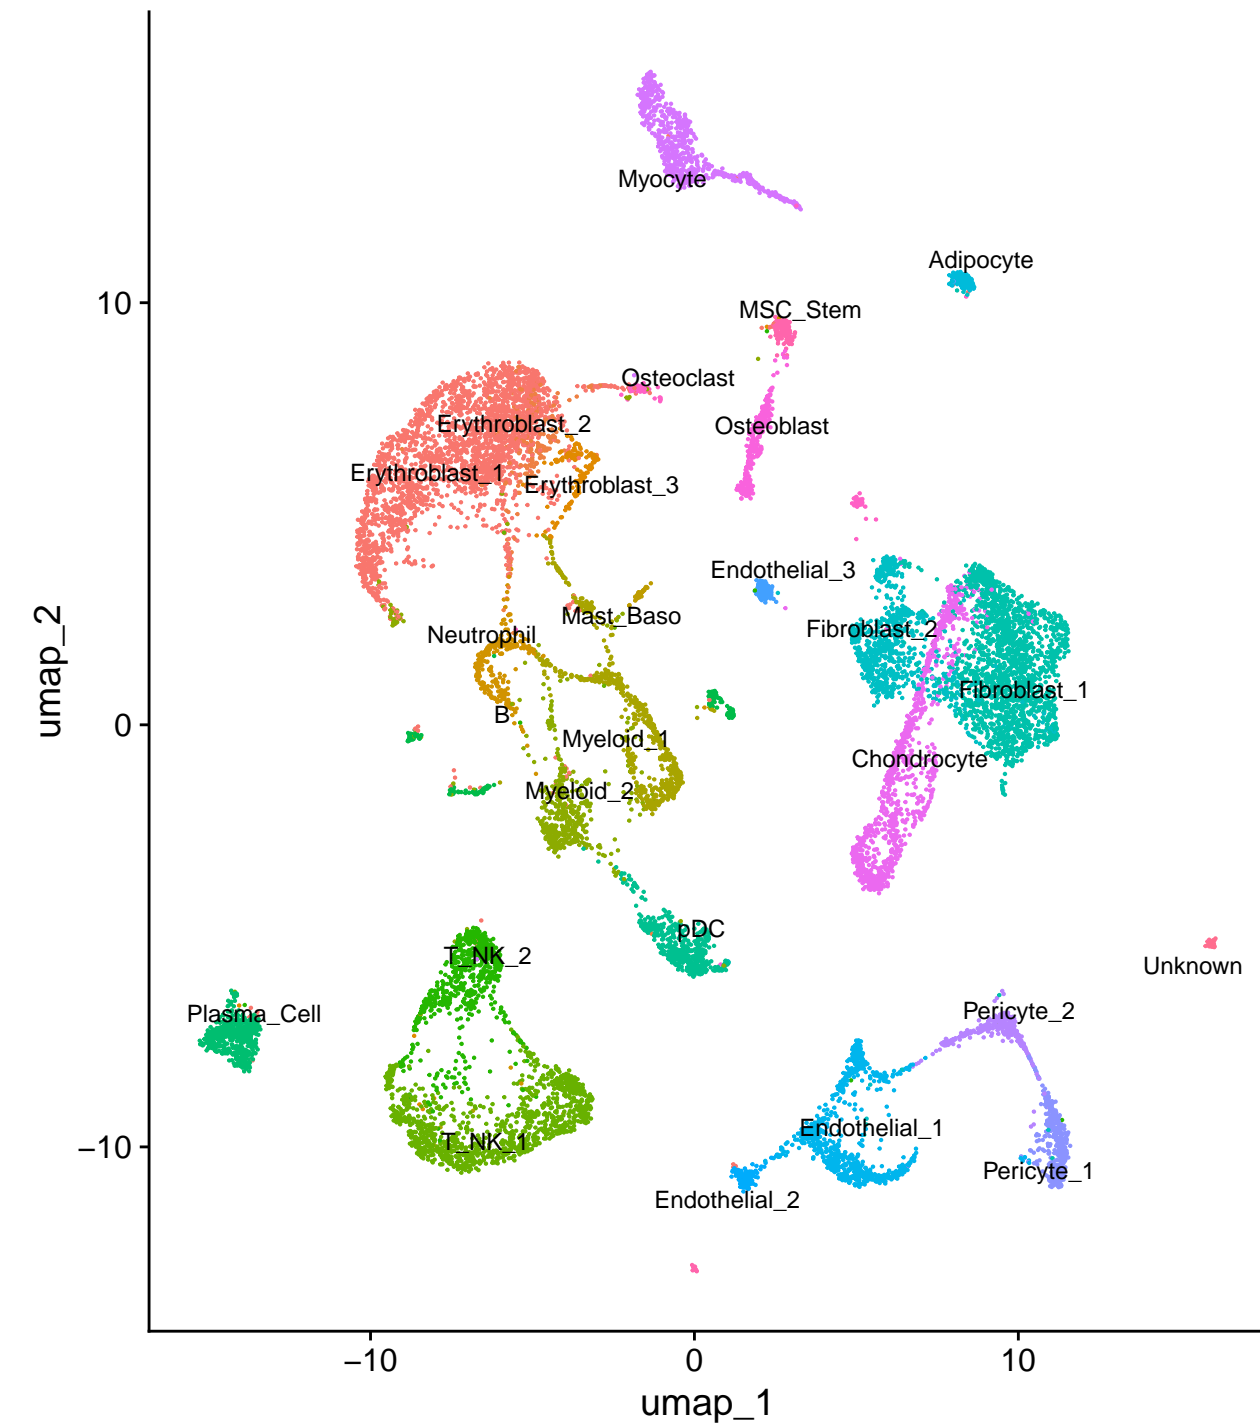 Myocyte
Adipocyte
10
MSC_Stem
Osteoclast
Erythroblast_2
Osteoblast
Erythroblast_1
Erythroblast_3
Endothelial_3
Mast_Baso
Neutrophil
Fibroblast_2
umap_2
Fibroblast_1
B
0
Myeloid_1
Chondrocyte
Myeloid_2
pDC
T_NK_2
Unknown
Plasma_Cell
Pericyte_2
Endothelial_1
T_NK_1
−10
Pericyte_1
Endothelial_2
−10 0 10
umap_1